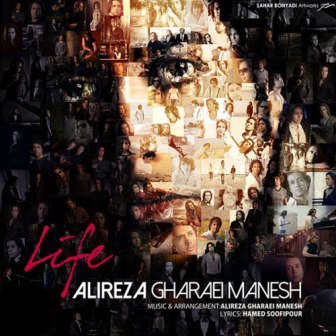 SAHAR BONYADI Artworks
Life
ALIREZA GHARAEI MANESH
MUSIC & ARRANGEMENT: ALIREZA GHARAEI MANESH
LYRICS: HAMED SOOFIPOUR